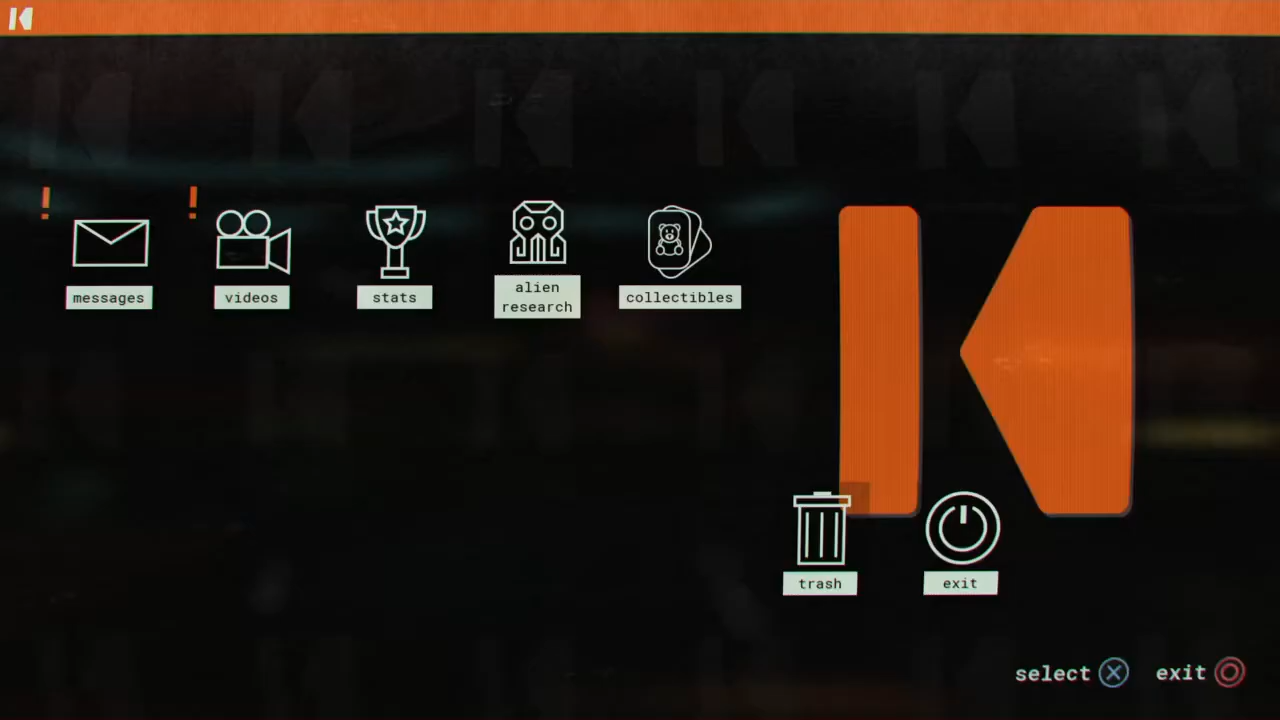 !
!
messages
videos
stats
alien
research
collectibles
trash
exit
select
exit